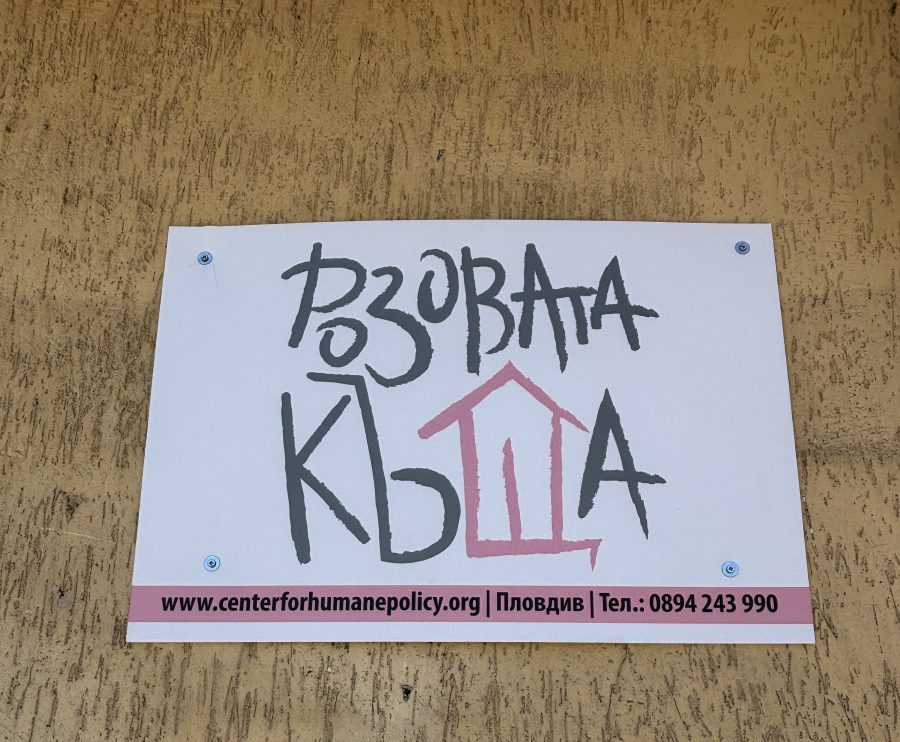 РОЗОВАТА
КЪЩА
www.centerforhumanepolicy.org | Пловдив | Тел.: 0894 243 990